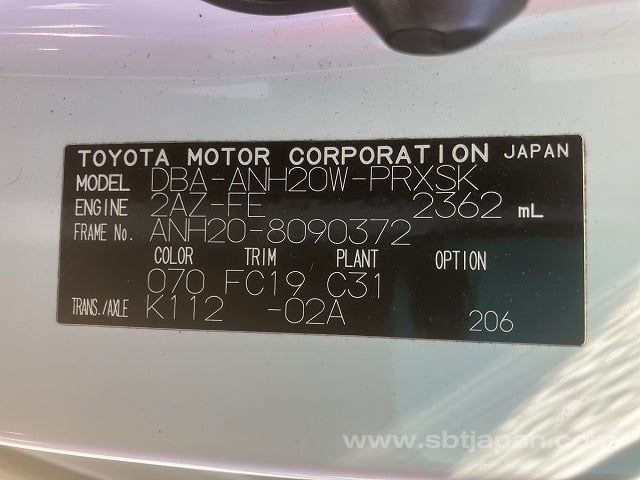 TOYOTA MOTOR CORPORATION JAPAN
MODEL DBA-ANH20W-PRXSK
ENGINE 2AZ-FE 2362 mL
FRAME No. ANH20-8090372
COLOR TRIM PLANT OPTION
070 FC19 C31
TRANS./AXLE K112 -02A 206
www.sbtjapan.com